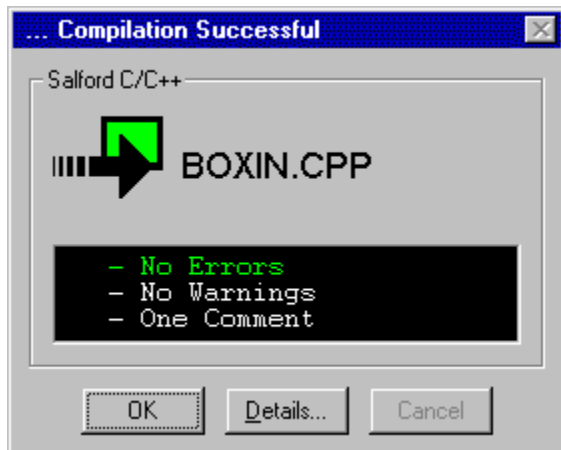 ... Compilation Successful
Salford C/C++
BOXIN.CPP
- No Errors
- No Warnings
- One Comment
OK Details... Cancel